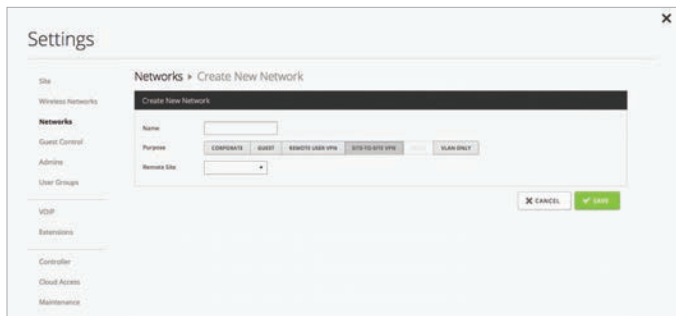 Settings
Site
Wireless Networks
Networks
Guest Control
Admins
User Groups
VOIP
Extensions
Controller
Cloud Access
Maintenance
Networks ▸ Create New Network
Create New Network
Name
Purpose CORPORATE GUEST REMOTE USER VPN SITE-TO-SITE VPN VLAN ONLY
Remote Site
CANCEL SAVE